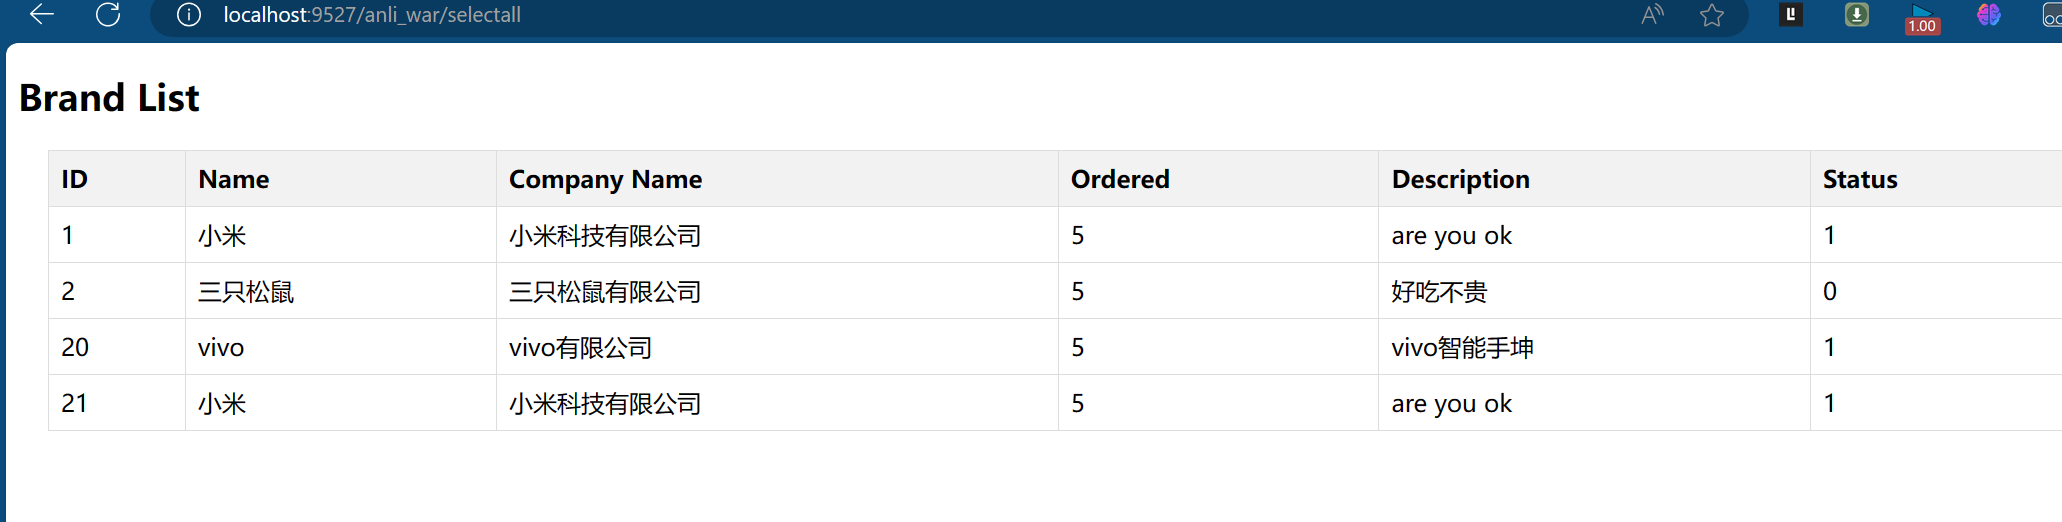 localhost:9527/anli_war/selectall
1.00
Brand List
ID Name Company Name Ordered Description Status
1 小米 小米科技有限公司 5 are you ok 1
2 三只松鼠 三只松鼠有限公司 5 好吃不贵 0
20 vivo vivo有限公司 5 vivo智能手坤 1
21 小米 小米科技有限公司 5 are you ok 1